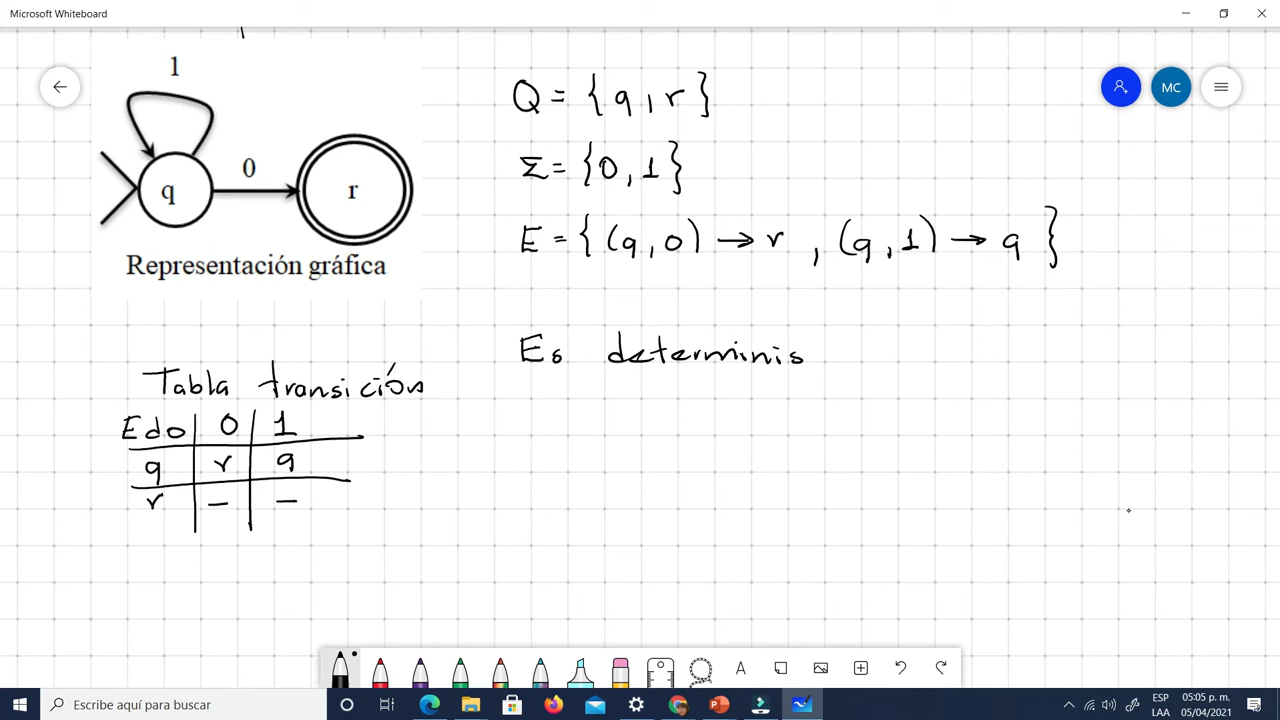 Microsoft Whiteboard
MC
1
0
q
r
Representación gráfica
Q = { q , r }
Σ = { 0 , 1 }
E = { (q , 0) → r , (q , 1) → q }
Es determinis
Tabla transición
Edo 0 1
q r q
r – –
A
Escribe aquí para buscar
ESP
LAA
05:05 p. m.
05/04/2021